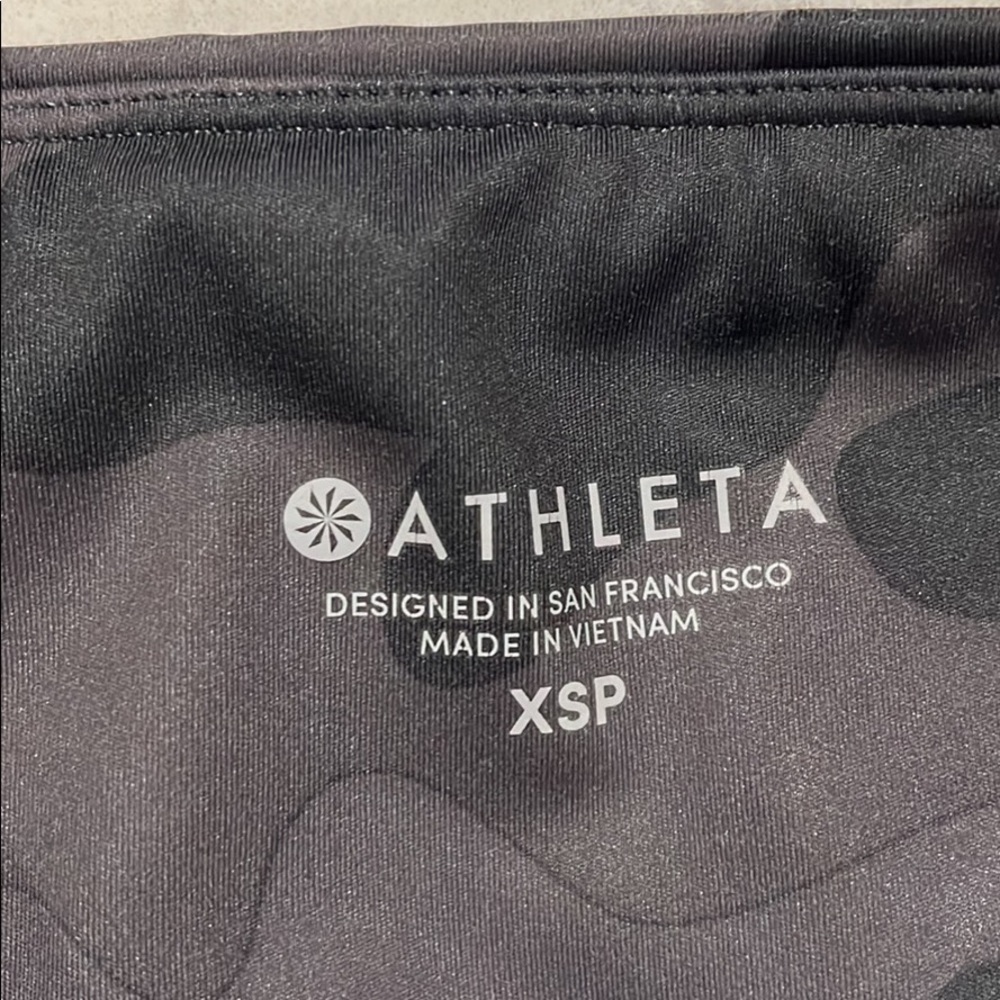 ATHLETA
DESIGNED IN SAN FRANCISCO
MADE IN VIETNAM
XSP